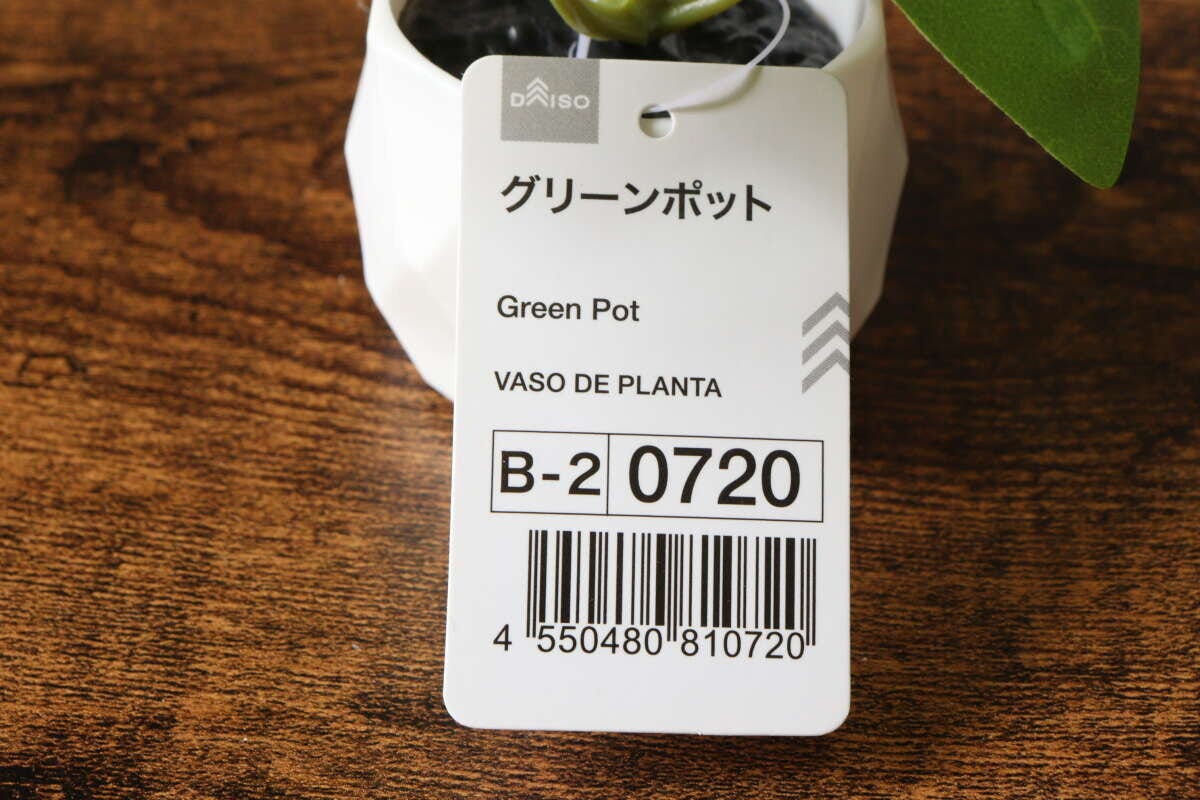 DAISO
グリーンポット
Green Pot
VASO DE PLANTA
B-2 0720
4 550480 810720